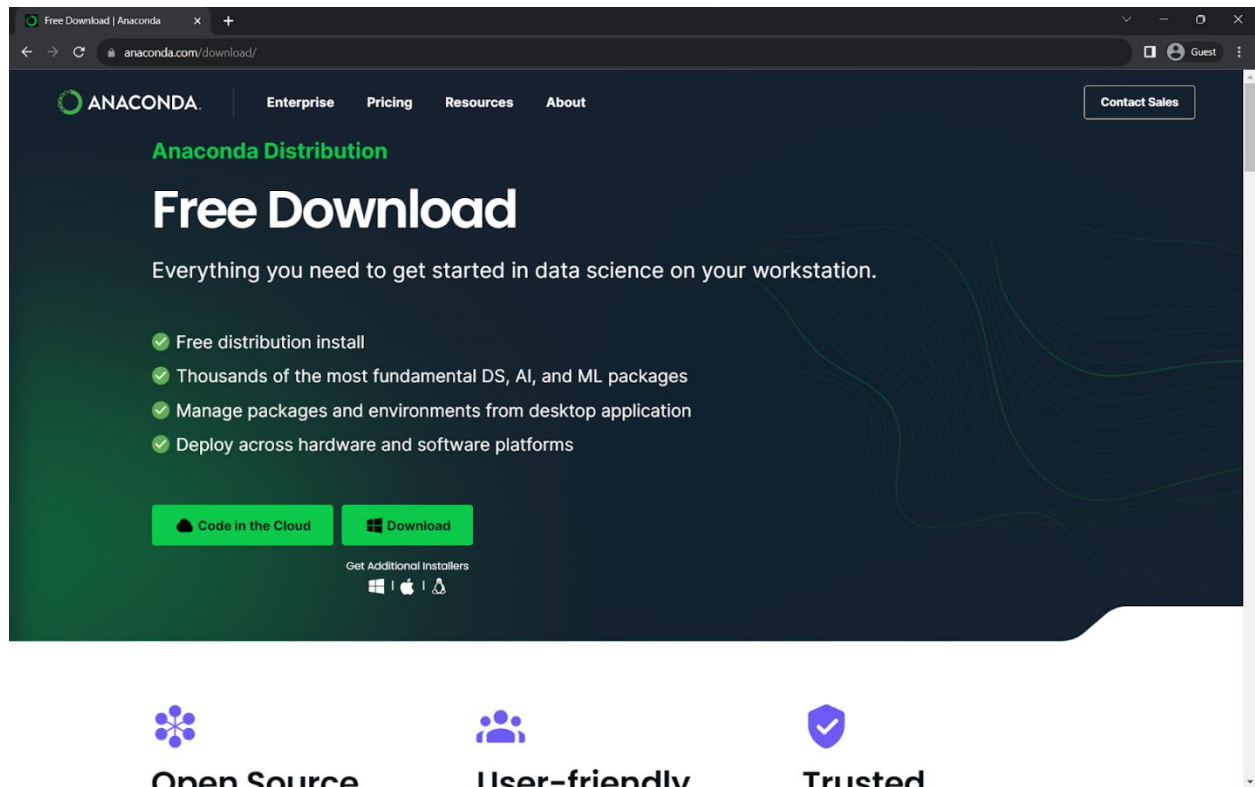 Free Download | Anaconda
anaconda.com/download/
Guest
ANACONDA.
Enterprise
Pricing
Resources
About
Contact Sales
Anaconda Distribution
Free Download
Everything you need to get started in data science on your workstation.
Free distribution install
Thousands of the most fundamental DS, AI, and ML packages
Manage packages and environments from desktop application
Deploy across hardware and software platforms
Code in the Cloud
Download
Get Additional Installers
Open Source
User-friendly
Trusted